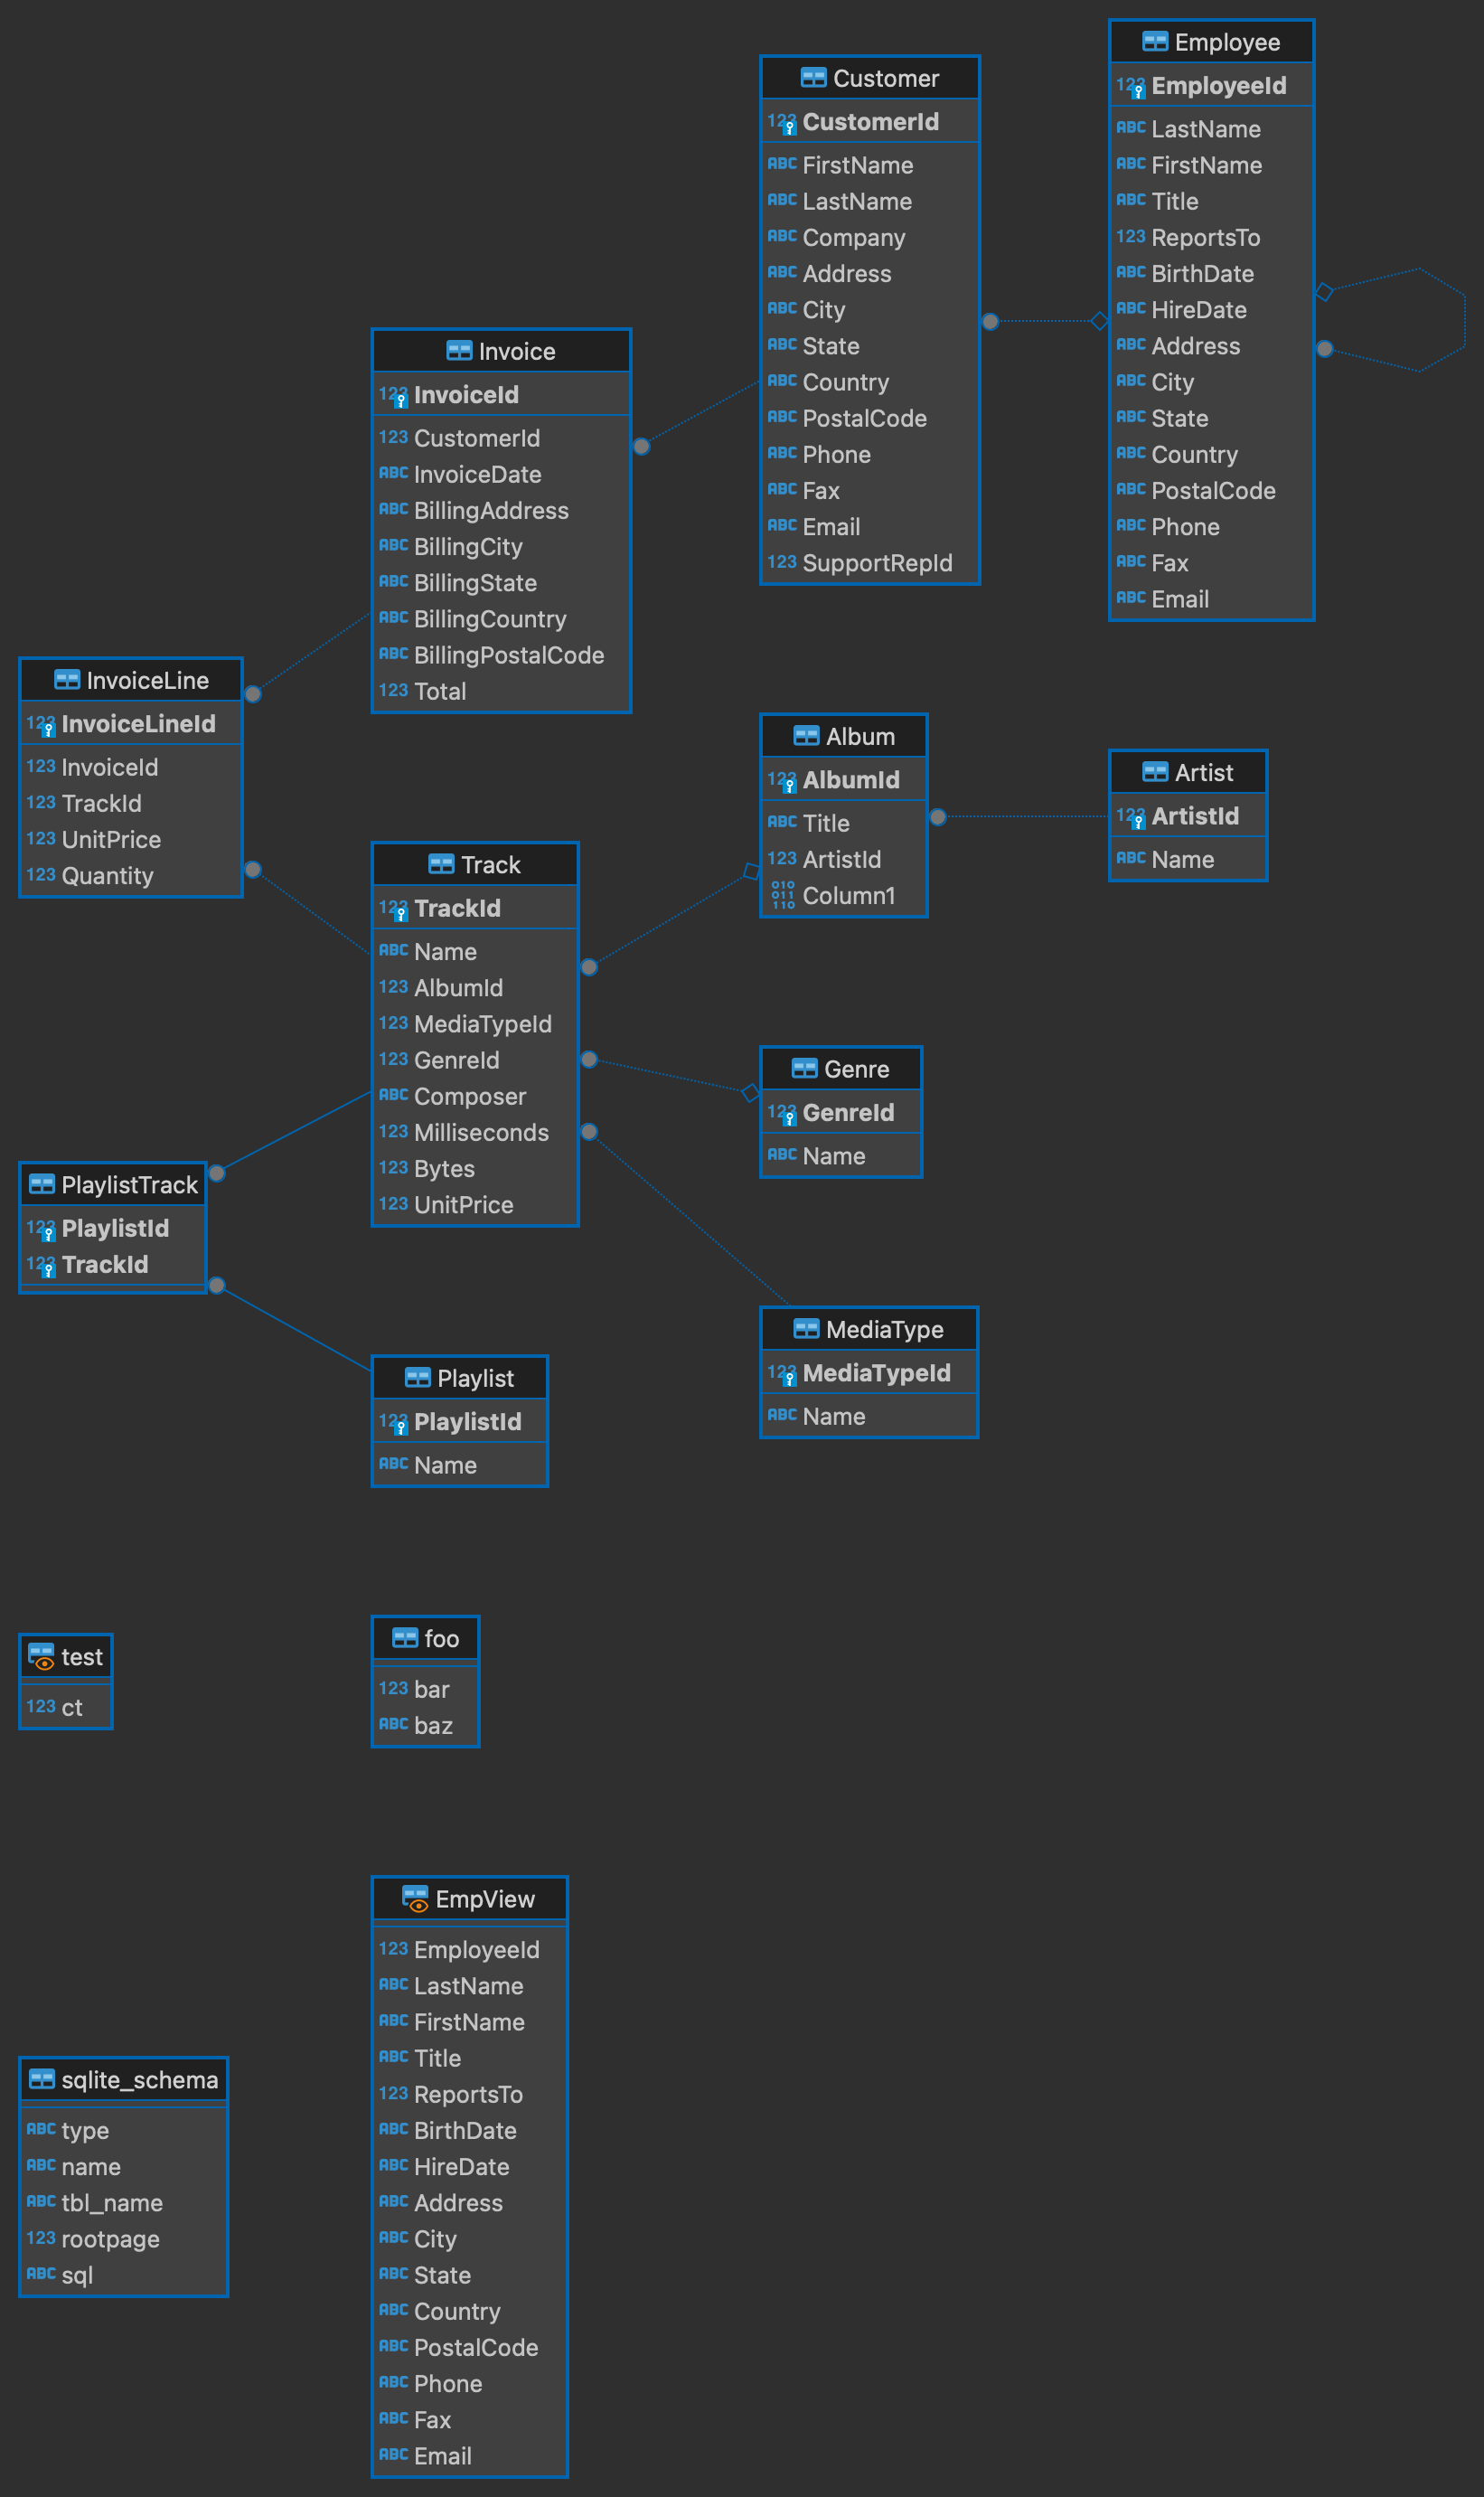 Employee
123 EmployeeId
ABC LastName
ABC FirstName
ABC Title
123 ReportsTo
ABC BirthDate
ABC HireDate
ABC Address
ABC City
ABC State
ABC Country
ABC PostalCode
ABC Phone
ABC Fax
ABC Email
Customer
123 CustomerId
ABC FirstName
ABC LastName
ABC Company
ABC Address
ABC City
ABC State
ABC Country
ABC PostalCode
ABC Phone
ABC Fax
ABC Email
123 SupportRepId
Invoice
123 InvoiceId
123 CustomerId
ABC InvoiceDate
ABC BillingAddress
ABC BillingCity
ABC BillingState
ABC BillingCountry
ABC BillingPostalCode
123 Total
InvoiceLine
123 InvoiceLineId
123 InvoiceId
123 TrackId
123 UnitPrice
123 Quantity
Album
123 AlbumId
ABC Title
123 ArtistId
010 011 110 Column1
Artist
123 ArtistId
ABC Name
Track
123 TrackId
ABC Name
123 AlbumId
123 MediaTypeId
123 GenreId
ABC Composer
123 Milliseconds
123 Bytes
123 UnitPrice
Genre
123 GenreId
ABC Name
PlaylistTrack
123 PlaylistId
123 TrackId
MediaType
123 MediaTypeId
ABC Name
Playlist
123 PlaylistId
ABC Name
test
123 ct
foo
123 bar
ABC baz
EmpView
123 EmployeeId
ABC LastName
ABC FirstName
ABC Title
123 ReportsTo
ABC BirthDate
ABC HireDate
ABC Address
ABC City
ABC State
ABC Country
ABC PostalCode
ABC Phone
ABC Fax
ABC Email
sqlite_schema
ABC type
ABC name
ABC tbl_name
123 rootpage
ABC sql